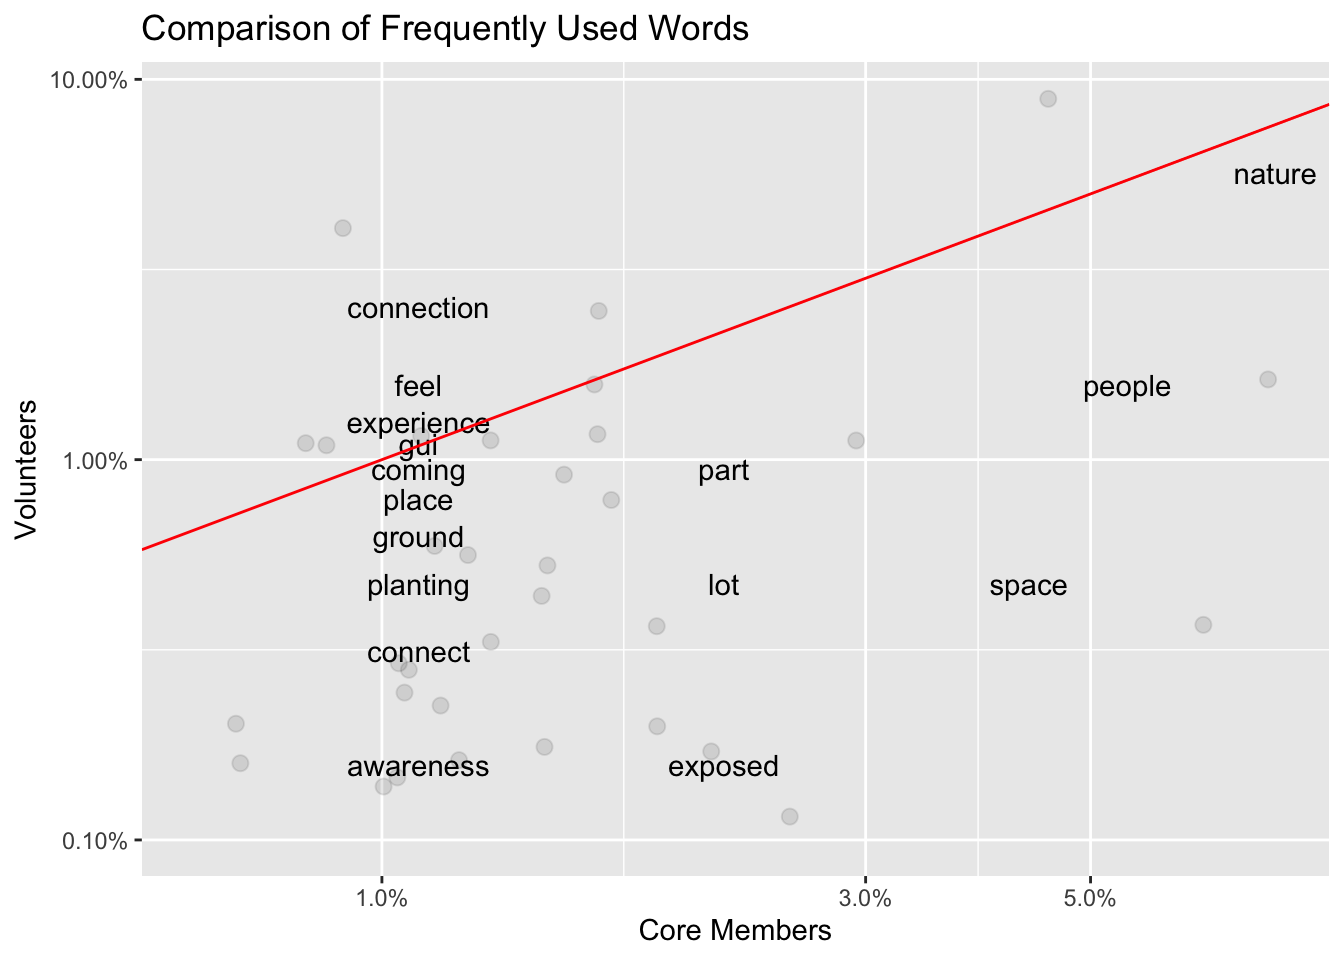 Comparison of Frequently Used Words
10.00%
nature
connection
feel
people
experience
gui
1.00%
coming
part
place
ground
planting
lot
space
connect
awareness
exposed
0.10%
1.0%
3.0%
5.0%
Core Members
Volunteers